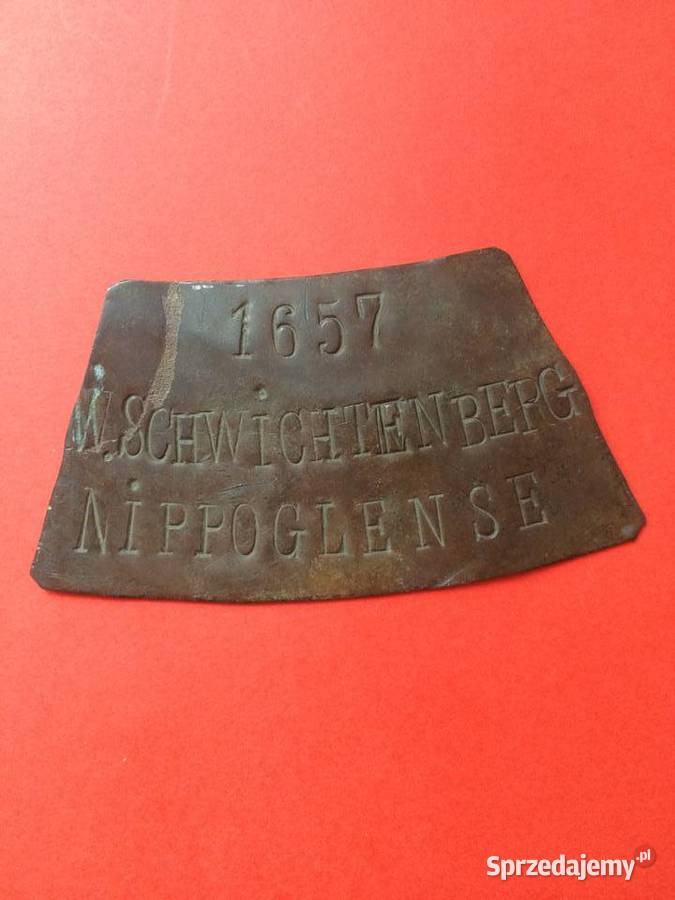 1657
W.SCHWiCHTENBERG
NiPPOGLENSE
Sprzedajemy.pl